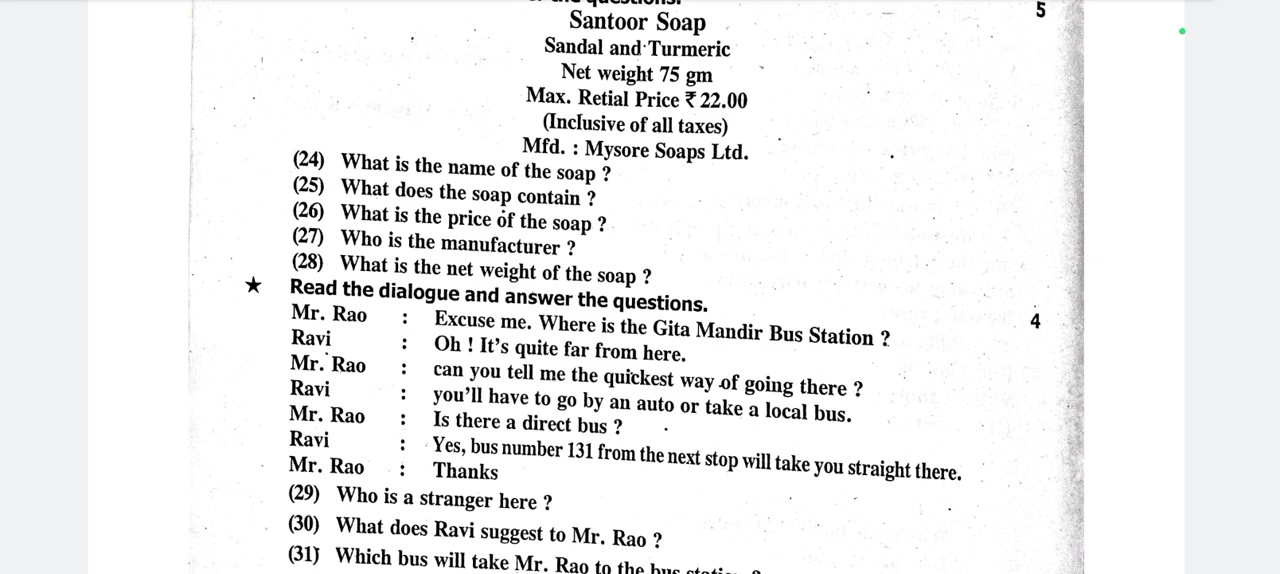 the questions.
5
Santoor Soap
Sandal and Turmeric
Net weight 75 gm
Max. Retial Price ₹ 22.00
(Inclusive of all taxes)
Mfd. : Mysore Soaps Ltd.
(24) What is the name of the soap ?
(25) What does the soap contain ?
(26) What is the price of the soap ?
(27) Who is the manufacturer ?
(28) What is the net weight of the soap ?
★ Read the dialogue and answer the questions. 4
Mr. Rao : Excuse me. Where is the Gita Mandir Bus Station ?
Ravi : Oh ! It's quite far from here.
Mr. Rao : can you tell me the quickest way of going there ?
Ravi : you'll have to go by an auto or take a local bus.
Mr. Rao : Is there a direct bus ?
Ravi : Yes, bus number 131 from the next stop will take you straight there.
Mr. Rao : Thanks
(29) Who is a stranger here ?
(30) What does Ravi suggest to Mr. Rao ?
(31) Which bus will take Mr. Rao to the bus station ?